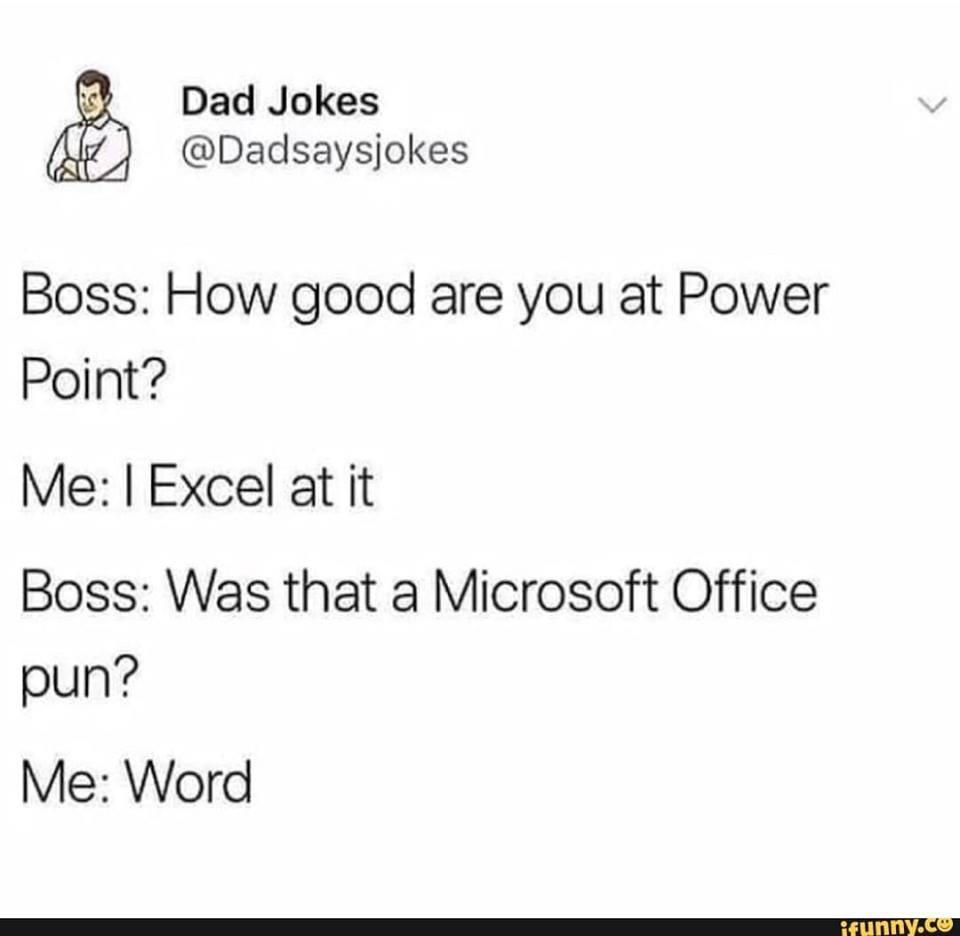 Dad Jokes
@Dadsaysjokes
Boss: How good are you at Power
Point?
Me: I Excel at it
Boss: Was that a Microsoft Office
pun?
Me: Word
ifunny.co